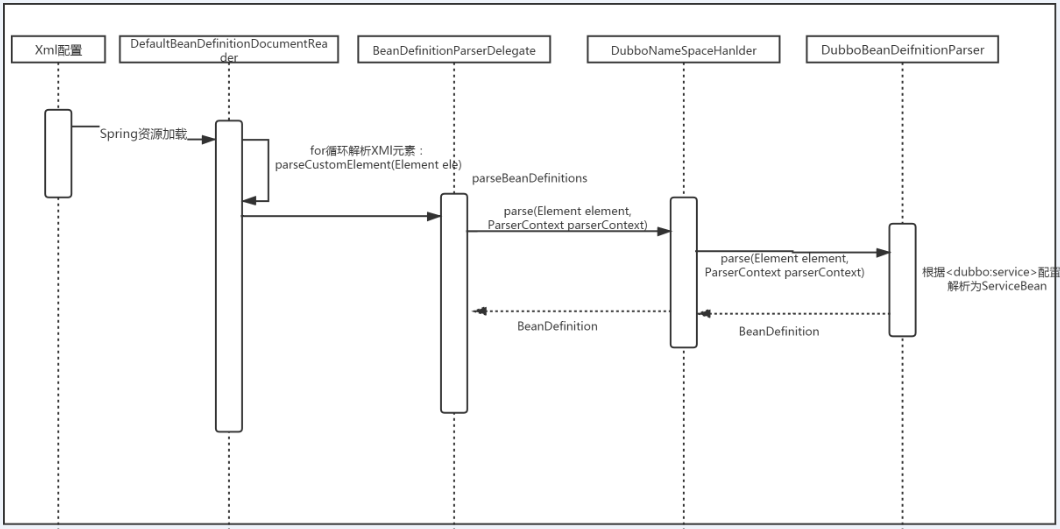 Xml配置
DefaultBeanDefinitionDocumentRea
der
BeanDefinitionParserDelegate
DubboNameSpaceHanlder
DubboBeanDeifnitionParser
Spring资源加载
for循环解析XMl元素：
parseCustomElement(Element ele)
parseBeanDefinitions
parse(Element element,
ParserContext parserContext)
parse(Element element,
ParserContext parserContext)
根据<dubbo:service>配置
解析为ServiceBean
BeanDefinition
BeanDefinition